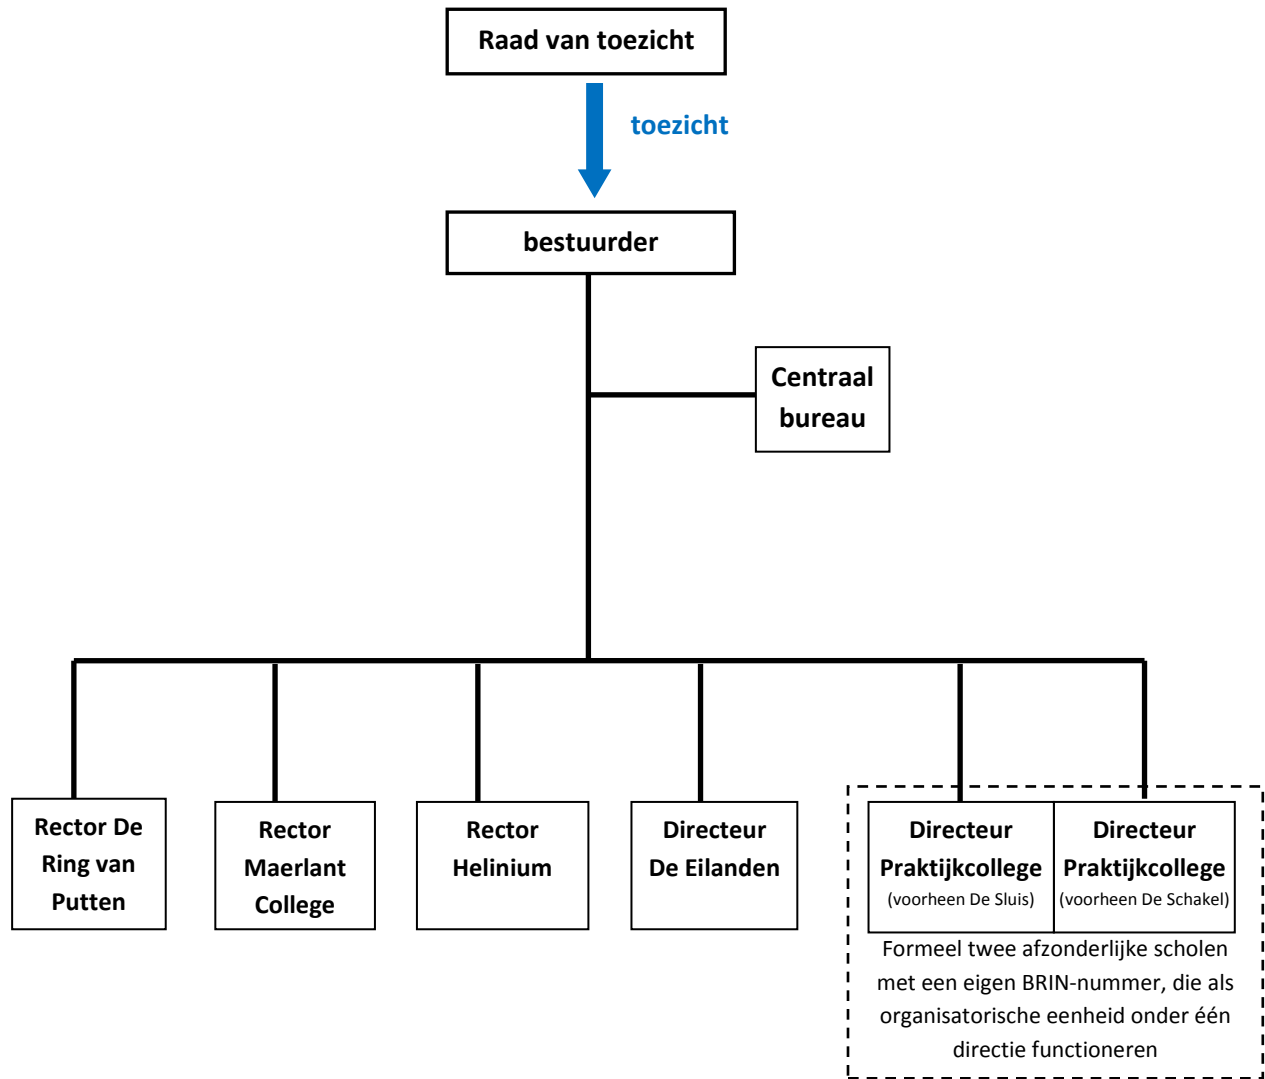 Raad van toezicht
toezicht
bestuurder
Centraal
bureau
Rector De
Ring van
Putten
Rector
Maerlant
College
Rector
Helinium
Directeur
De Eilanden
Directeur
Praktijkcollege
(voorheen De Sluis)
Directeur
Praktijkcollege
(voorheen De Schakel)
Formeel twee afzonderlijke scholen
met een eigen BRIN-nummer, die als
organisatorische eenheid onder één
directie functioneren